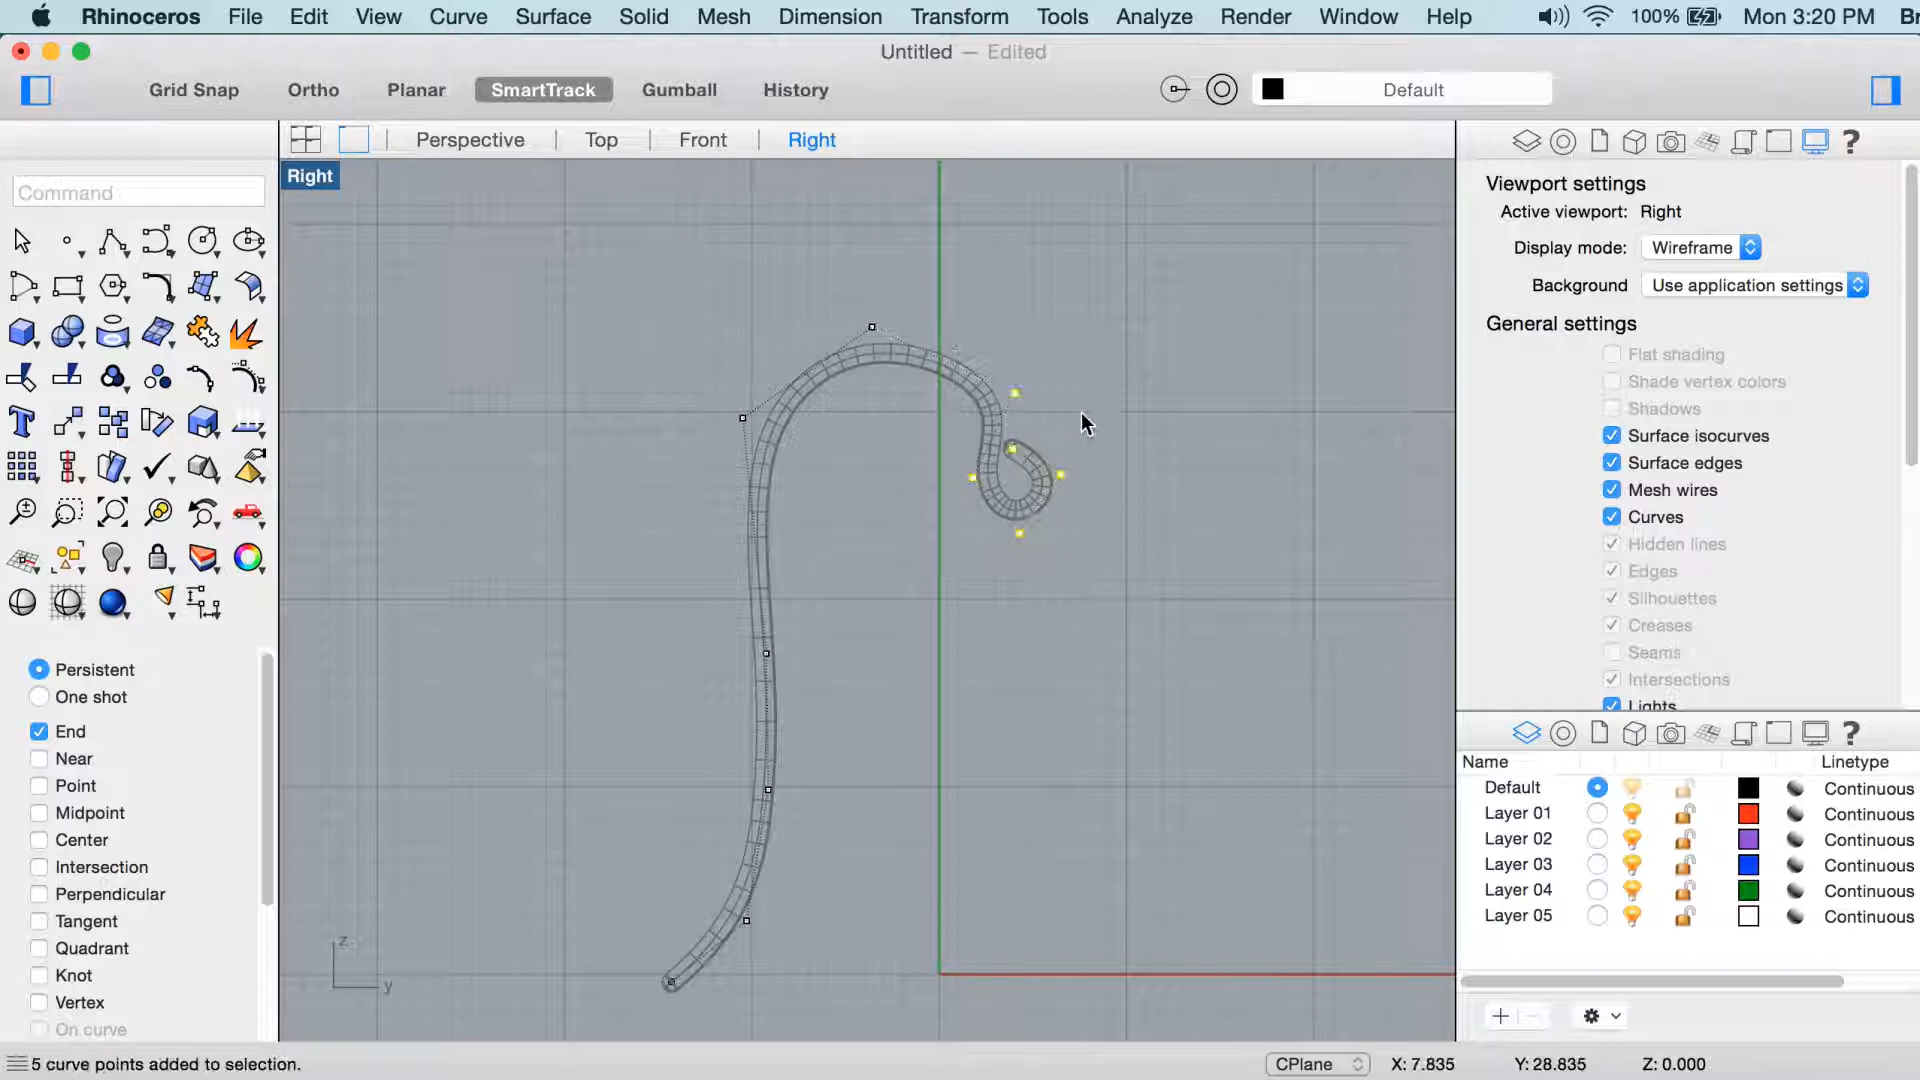 Rhinoceros File Edit View Curve Surface Solid Mesh Dimension Transform Tools Analyze Render Window Help 100% Mon 3:20 PM Br
Untitled — Edited
Grid Snap Ortho Planar SmartTrack Gumball History Default
Perspective Top Front Right
Right
Command
T
Persistent
One shot
End
Near
Point
Midpoint
Center
Intersection
Perpendicular
Tangent
Quadrant
Knot
Vertex
On curve
z
y
Viewport settings
Active viewport: Right
Display mode: Wireframe
Background Use application settings
General settings
Flat shading
Shade vertex colors
Shadows
Surface isocurves
Surface edges
Mesh wires
Curves
Hidden lines
Edges
Silhouettes
Creases
Seams
Intersections
Lights
Name Linetype
Default Continuous
Layer 01 Continuous
Layer 02 Continuous
Layer 03 Continuous
Layer 04 Continuous
Layer 05 Continuous
5 curve points added to selection. CPlane X: 7.835 Y: 28.835 Z: 0.000